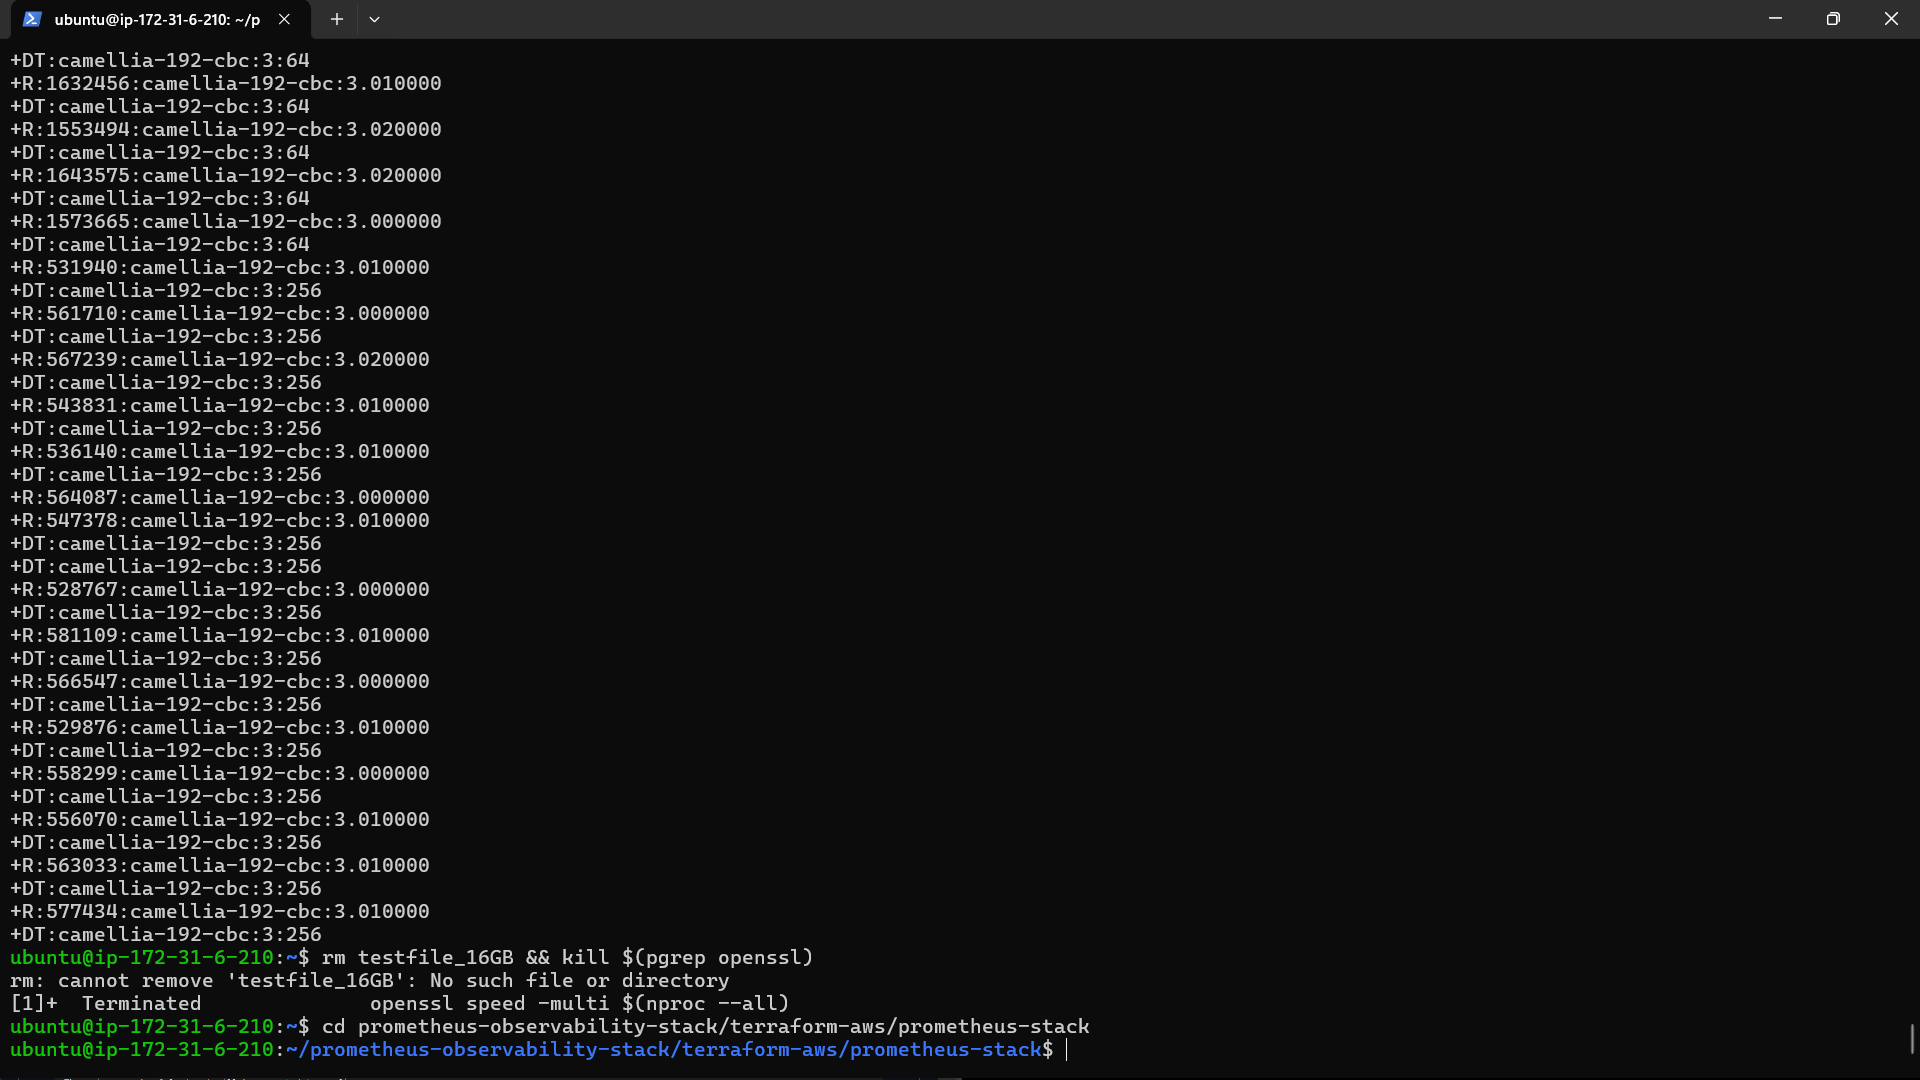 ubuntu@ip-172-31-6-210: ~/p
+DT:camellia-192-cbc:3:64
+R:1632456:camellia-192-cbc:3.010000
+DT:camellia-192-cbc:3:64
+R:1553494:camellia-192-cbc:3.020000
+DT:camellia-192-cbc:3:64
+R:1643575:camellia-192-cbc:3.020000
+DT:camellia-192-cbc:3:64
+R:1573665:camellia-192-cbc:3.000000
+DT:camellia-192-cbc:3:64
+R:531940:camellia-192-cbc:3.010000
+DT:camellia-192-cbc:3:256
+R:561710:camellia-192-cbc:3.000000
+DT:camellia-192-cbc:3:256
+R:567239:camellia-192-cbc:3.020000
+DT:camellia-192-cbc:3:256
+R:543831:camellia-192-cbc:3.010000
+DT:camellia-192-cbc:3:256
+R:536140:camellia-192-cbc:3.010000
+DT:camellia-192-cbc:3:256
+R:564087:camellia-192-cbc:3.000000
+R:547378:camellia-192-cbc:3.010000
+DT:camellia-192-cbc:3:256
+DT:camellia-192-cbc:3:256
+R:528767:camellia-192-cbc:3.000000
+DT:camellia-192-cbc:3:256
+R:581109:camellia-192-cbc:3.010000
+DT:camellia-192-cbc:3:256
+R:566547:camellia-192-cbc:3.000000
+DT:camellia-192-cbc:3:256
+R:529876:camellia-192-cbc:3.010000
+DT:camellia-192-cbc:3:256
+R:558299:camellia-192-cbc:3.000000
+DT:camellia-192-cbc:3:256
+R:556070:camellia-192-cbc:3.010000
+DT:camellia-192-cbc:3:256
+R:563033:camellia-192-cbc:3.010000
+DT:camellia-192-cbc:3:256
+R:577434:camellia-192-cbc:3.010000
+DT:camellia-192-cbc:3:256
ubuntu@ip-172-31-6-210:~$ rm testfile_16GB && kill $(pgrep openssl)
rm: cannot remove 'testfile_16GB': No such file or directory
[1]+  Terminated              openssl speed -multi $(nproc --all)
ubuntu@ip-172-31-6-210:~$ cd prometheus-observability-stack/terraform-aws/prometheus-stack
ubuntu@ip-172-31-6-210:~/prometheus-observability-stack/terraform-aws/prometheus-stack$